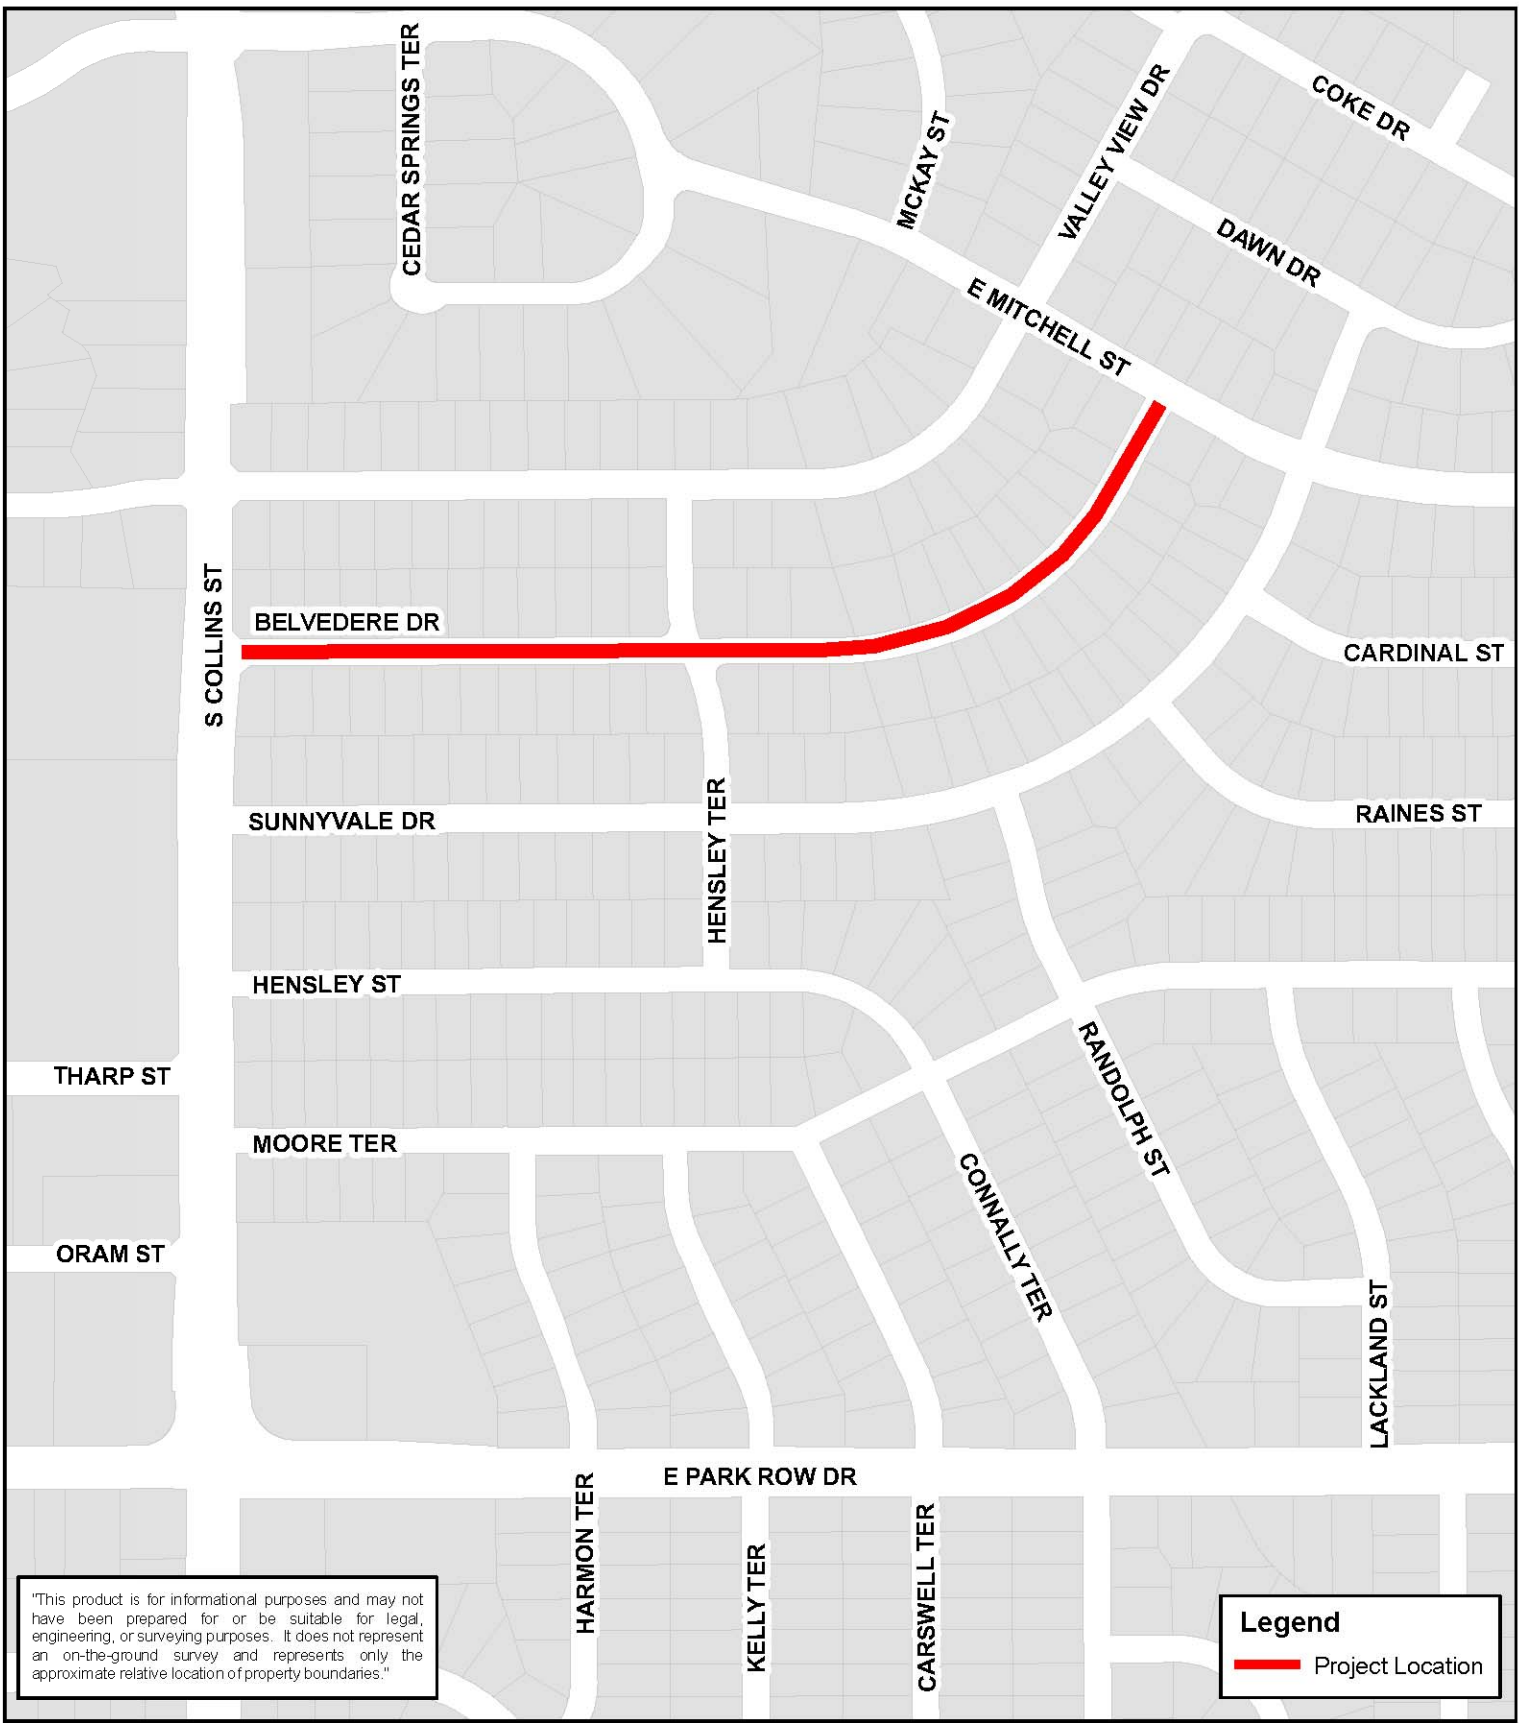 CEDAR SPRINGS TER
MCKAY ST
VALLEY VIEW DR
COKE DR
DAWN DR
E MITCHELL ST
S COLLINS ST
BELVEDERE DR
CARDINAL ST
SUNNYVALE DR
HENSLEY TER
RAINES ST
HENSLEY ST
THARP ST
RANDOLPH ST
MOORE TER
CONNALLY TER
ORAM ST
LACKLAND ST
E PARK ROW DR
HARMON TER
KELLY TER
CARSWELL TER
"This product is for informational purposes and may not
have been prepared for or be suitable for legal,
engineering, or surveying purposes. It does not represent
an on-the-ground survey and represents only the
approximate relative location of property boundaries."
Legend
Project Location